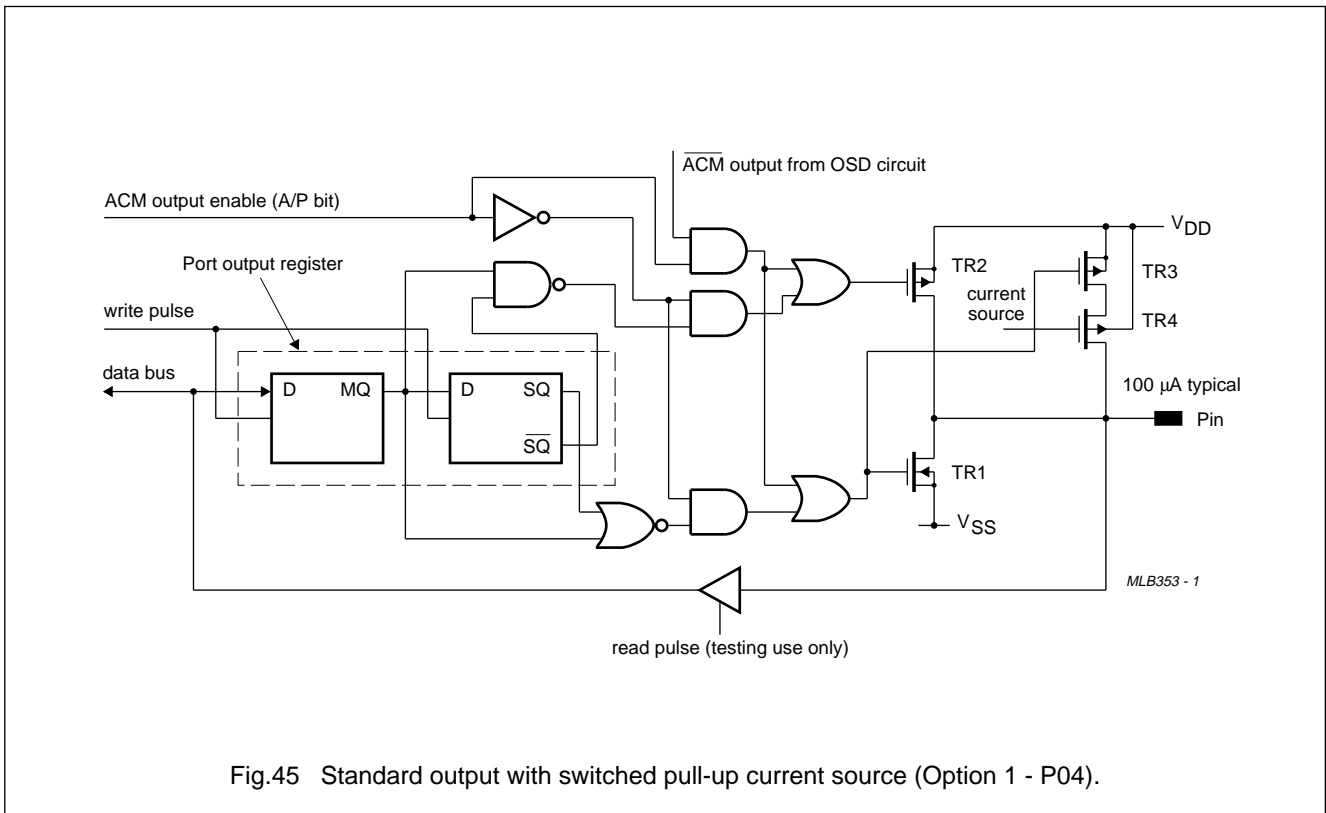 ACM output from OSD circuit
ACM output enable (A/P bit)
Port output register
write pulse
data bus
D MQ
D SQ
SQ
VDD
TR2
TR3
current
source
TR4
100 µA typical
Pin
TR1
VSS
MLB353 - 1
read pulse (testing use only)
Fig.45 Standard output with switched pull-up current source (Option 1 - P04).